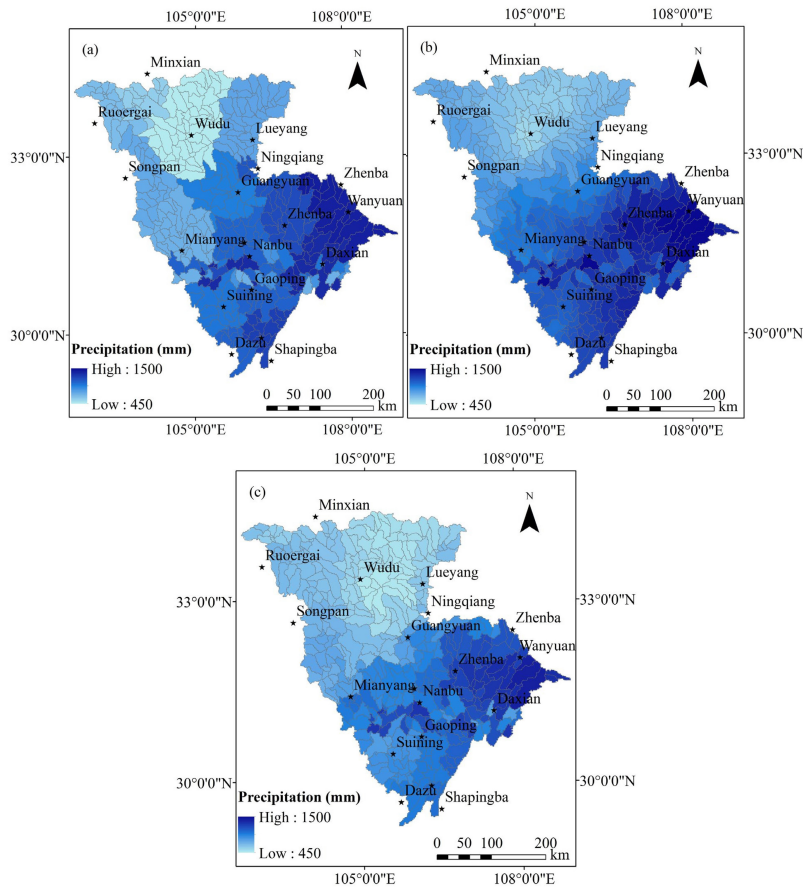 105°0'0"E 108°0'0"E
(a)
N
Minxian
Ruoergai
Wudu
Lueyang
33°0'0"N
Songpan
Ningqiang
Guangyuan
Zhenba
Wanyuan
Zhenba
Mianyang
Nanbu
Daxian
Gaoping
Suining
30°0'0"N
Dazu
Shapingba
Precipitation (mm)
High : 1500
Low : 450
0 50 100 200
km
105°0'0"E 108°0'0"E
105°0'0"E 108°0'0"E
(b)
N
Minxian
Ruoergai
Wudu
Lueyang
33°0'0"N
Songpan
Ningqiang
Zhenba
Guangyuan
Wanyuan
Zhenba
Mianyang
Nanbu
Daxian
Gaoping
Suining
30°0'0"N
Dazu
Shapingba
Precipitation (mm)
High : 1500
Low : 450
0 50 100 200
km
105°0'0"E 108°0'0"E
105°0'0"E 108°0'0"E
(c)
N
Minxian
Ruoergai
Wudu
Lueyang
33°0'0"N 33°0'0"N
Songpan
Ningqiang
Zhenba
Guangyuan
Wanyuan
Zhenba
Mianyang
Nanbu
Daxian
Gaoping
Suining
30°0'0"N 30°0'0"N
Dazu
Shapingba
Precipitation (mm)
High : 1500
Low : 450
0 50 100 200
km
105°0'0"E 108°0'0"E